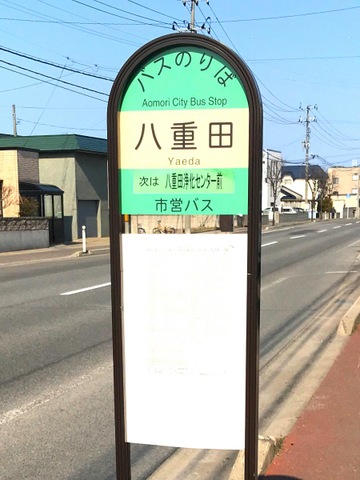 バスのりば
Aomori City Bus Stop
八重田
Yaeda
次は 八重田浄化センター前
市営バス